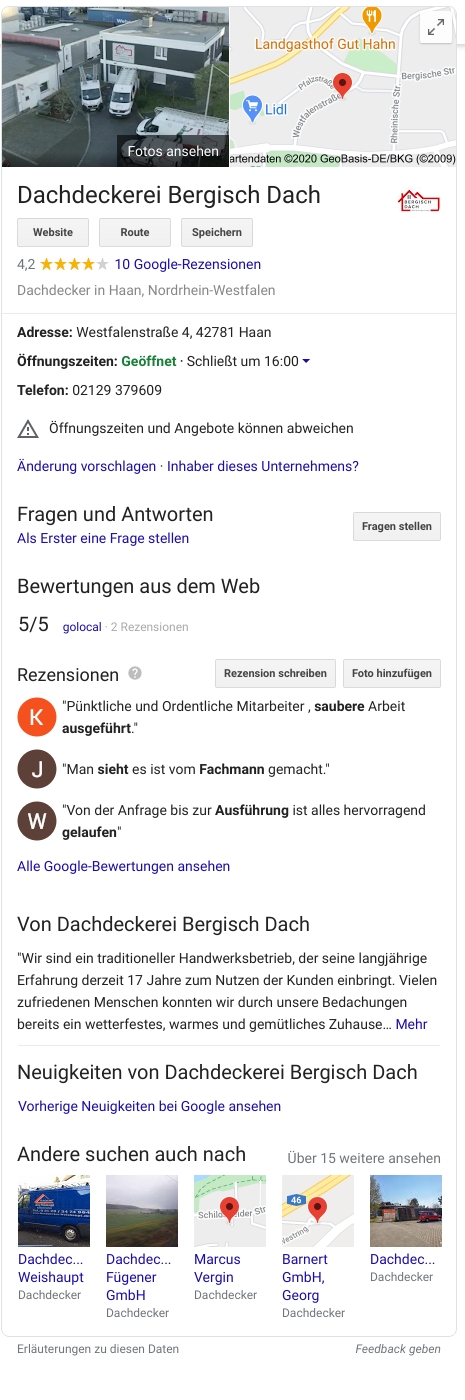 Landgasthof Gut Hahn
Pfalzstraße
Bergische Str.
Lidl
Westfalenstraße
Rheinische Str.
Fotos ansehen
artendaten ©2020 GeoBasis-DE/BKG (©2009)
Dachdeckerei Bergisch Dach
BERGISCH
DACH
Website
Route
Speichern
4,2 ★★★★★ 10 Google-Rezensionen
Dachdecker in Haan, Nordrhein-Westfalen
Adresse: Westfalenstraße 4, 42781 Haan
Öffnungszeiten: Geöffnet · Schließt um 16:00
Telefon: 02129 379609
Öffnungszeiten und Angebote können abweichen
Änderung vorschlagen · Inhaber dieses Unternehmens?
Fragen und Antworten
Als Erster eine Frage stellen
Fragen stellen
Bewertungen aus dem Web
5/5 golocal · 2 Rezensionen
Rezensionen ?
Rezension schreiben
Foto hinzufügen
K
"Pünktliche und Ordentliche Mitarbeiter , saubere Arbeit
ausgeführt."
J
"Man sieht es ist vom Fachmann gemacht."
W
"Von der Anfrage bis zur Ausführung ist alles hervorragend
gelaufen"
Alle Google-Bewertungen ansehen
Von Dachdeckerei Bergisch Dach
"Wir sind ein traditioneller Handwerksbetrieb, der seine langjährige
Erfahrung derzeit 17 Jahre zum Nutzen der Kunden einbringt. Vielen
zufriedenen Menschen konnten wir durch unsere Bedachungen
bereits ein wetterfestes, warmes und gemütliches Zuhause… Mehr
Neuigkeiten von Dachdeckerei Bergisch Dach
Vorherige Neuigkeiten bei Google ansehen
Andere suchen auch nach
Über 15 weitere ansehen
46
Dachdec...
Weishaupt
Dachdecker
Dachdec...
Fügener
GmbH
Dachdecker
Marcus
Vergin
Dachdecker
Barnert
GmbH,
Georg
Dachdecker
Dachdec...
Dachdecker
Erläuterungen zu diesen Daten
Feedback geben